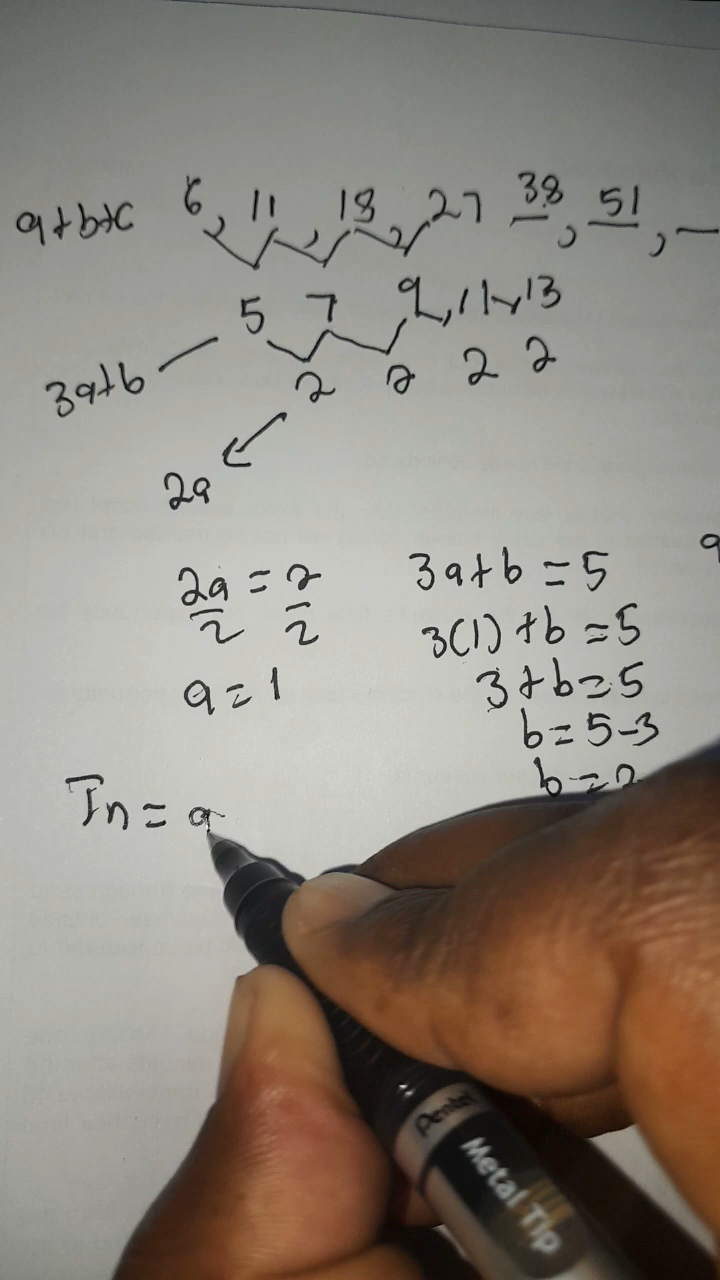 a+b+c 6, 11, 18, 27 38, 51,
5 7 9, 11, 13
3a+b 2 2 2 2
2a
2a = 2 3a+b = 5
2 2 3(1) +b = 5
a = 1 3+b=5
b = 5-3
Tn = a b = 2
Pentel
Metal Tip